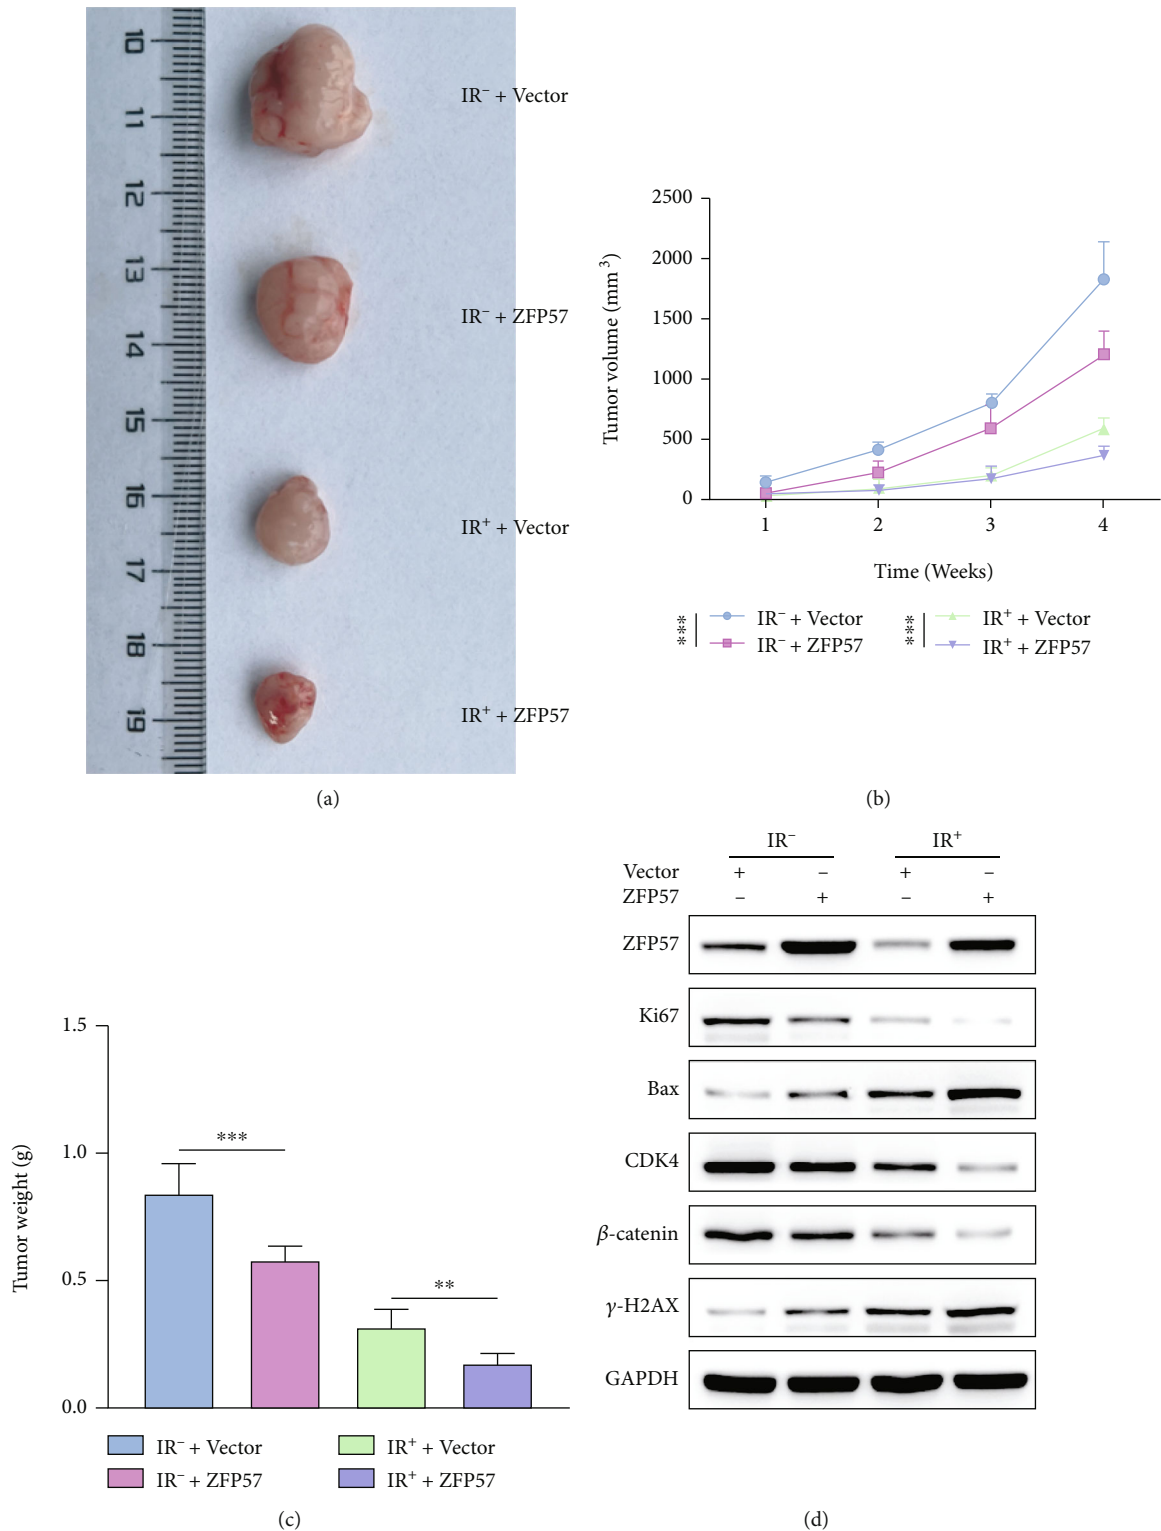 10
11
12
13
14
15
16
17
18
19
IR⁻ + Vector
IR⁻ + ZFP57
IR⁺ + Vector
IR⁺ + ZFP57
(a)
2500
2000
1500
1000
500
0
Tumor volume (mm³)
1 2 3 4
Time (Weeks)
*** IR⁻ + Vector
IR⁻ + ZFP57
*** IR⁺ + Vector
IR⁺ + ZFP57
(b)
1.5
1.0
0.5
0.0
Tumor weight (g)
***
**
IR⁻ + Vector
IR⁻ + ZFP57
IR⁺ + Vector
IR⁺ + ZFP57
(c)
IR⁻ IR⁺
Vector + – + –
ZFP57 – + – +
ZFP57
Ki67
Bax
CDK4
β-catenin
γ-H2AX
GAPDH
(d)